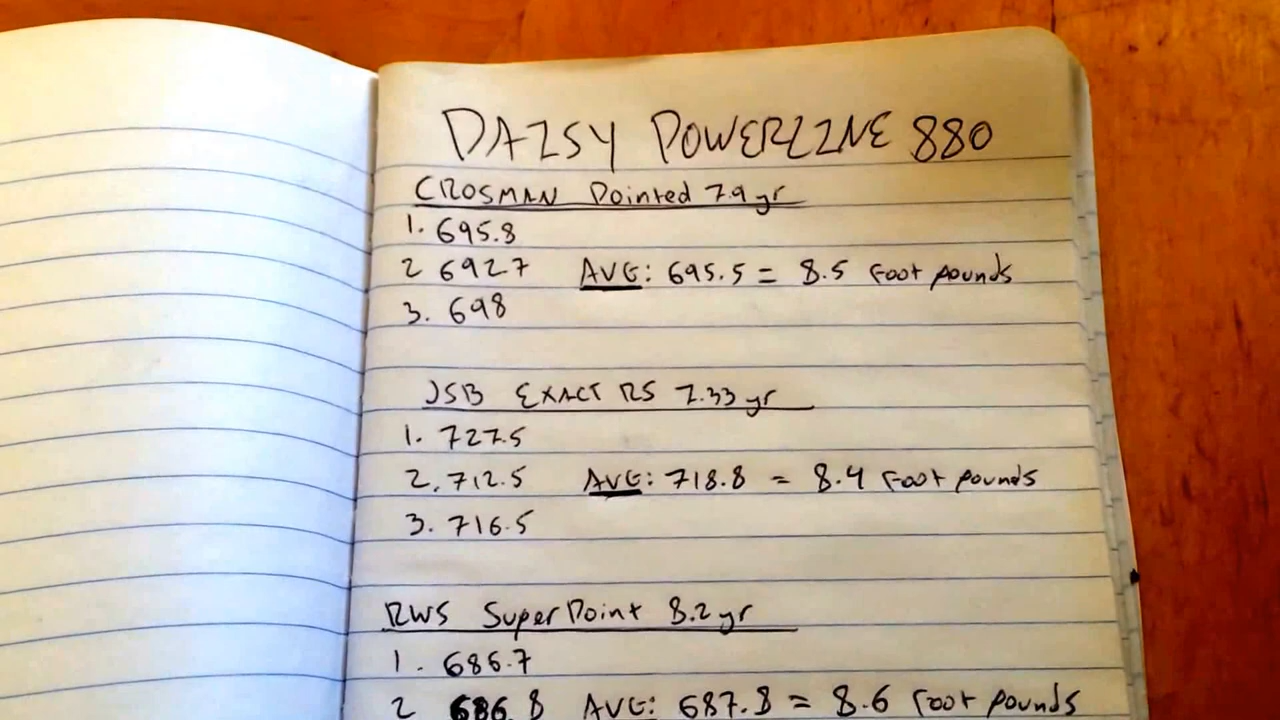 DAISY POWERLINE 880
CROSMAN Pointed 7.9 gr
1. 695.8
2 692.7 AVG: 695.5 = 8.5 Foot pounds
3. 698
JSB EXACT RS 7.33 gr
1. 727.5
2. 712.5 AVG: 718.8 = 8.4 Foot pounds
3. 716.5
RWS SuperPoint 8.2 gr
1. 686.7
2 686.8 AVG: 687.8 = 8.6 Foot pounds